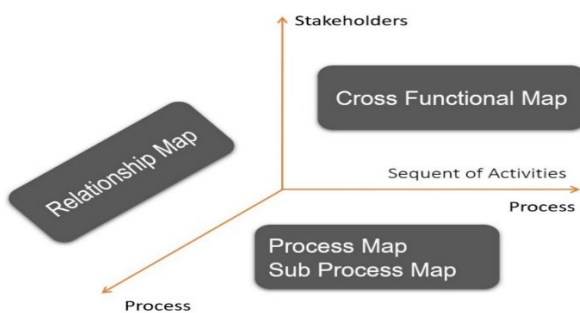 Stakeholders
Cross Functional Map
Relationship Map
Sequent of Activities
Process
Process Map
Sub Process Map
Process